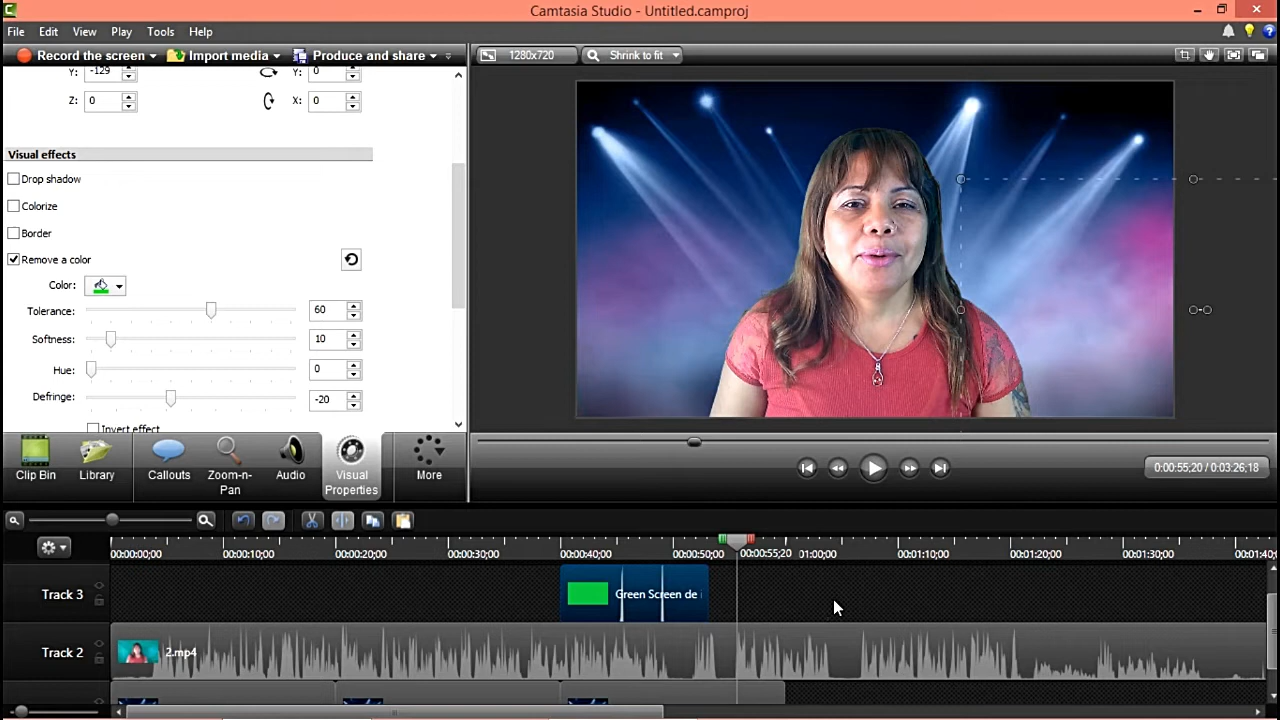 Camtasia Studio - Untitled.camproj
File Edit View Play Tools Help
Record the screen Import media Produce and share
1280x720 Shrink to fit
Y: -129 Y: 0
Z: 0 X: 0
Visual effects
Drop shadow
Colorize
Border
Remove a color
Color:
Tolerance: 60
Softness: 10
Hue: 0
Defringe: -20
Invert effect
Clip Bin Library Callouts Zoom-n-Pan Audio Visual Properties More
0:00:55;20 / 0:03:26;18
00:00:00;00 00:00:10;00 00:00:20;00 00:00:30;00 00:00:40;00 00:00:50;00 00:00:55;20 01:00;00 00:01:10;00 00:01:20;00 00:01:30;00 00:01:40;0
Track 3 Green Screen de
Track 2 2.mp4